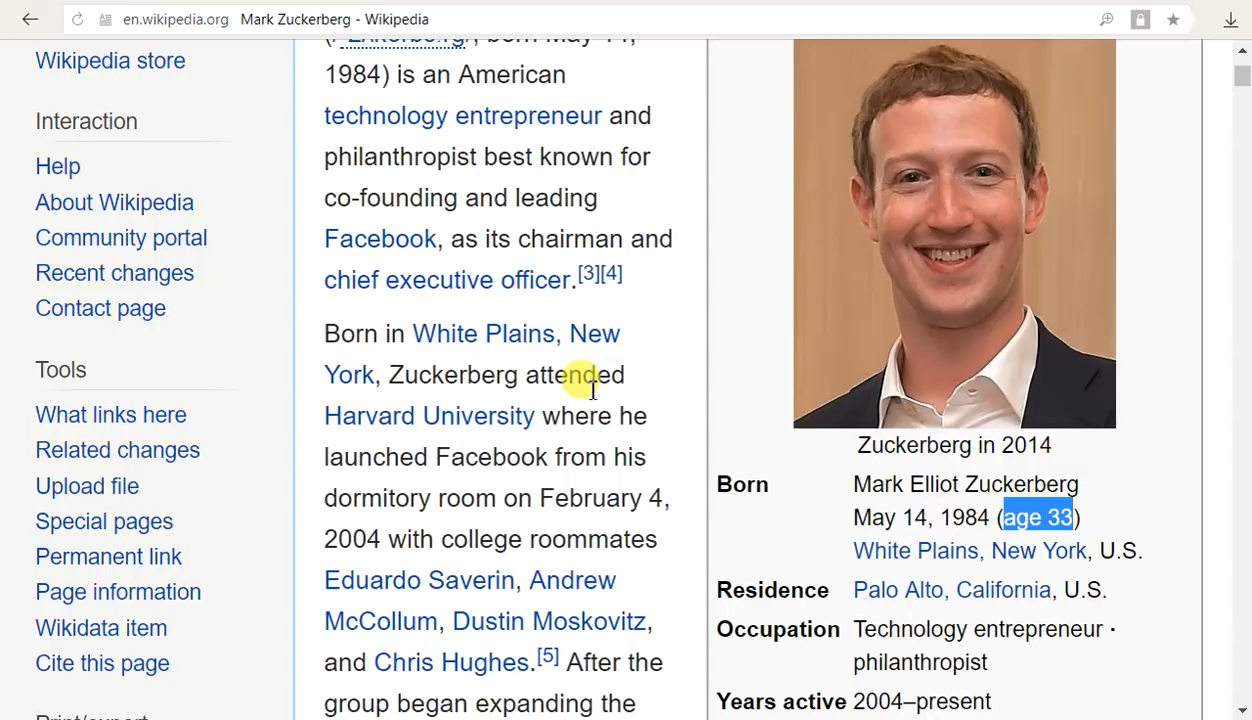 en.wikipedia.org Mark Zuckerberg - Wikipedia
Wikipedia store
Interaction
Help
About Wikipedia
Community portal
Recent changes
Contact page
Tools
What links here
Related changes
Upload file
Special pages
Permanent link
Page information
Wikidata item
Cite this page
Print/export
born May 14,
1984) is an American
technology entrepreneur and
philanthropist best known for
co-founding and leading
Facebook, as its chairman and
chief executive officer.[3][4]
Born in White Plains, New
York, Zuckerberg attended
Harvard University where he
launched Facebook from his
dormitory room on February 4,
2004 with college roommates
Eduardo Saverin, Andrew
McCollum, Dustin Moskovitz,
and Chris Hughes.[5] After the
group began expanding the
Zuckerberg in 2014
Born Mark Elliot Zuckerberg
May 14, 1984 (age 33)
White Plains, New York, U.S.
Residence Palo Alto, California, U.S.
Occupation Technology entrepreneur ·
philanthropist
Years active 2004–present